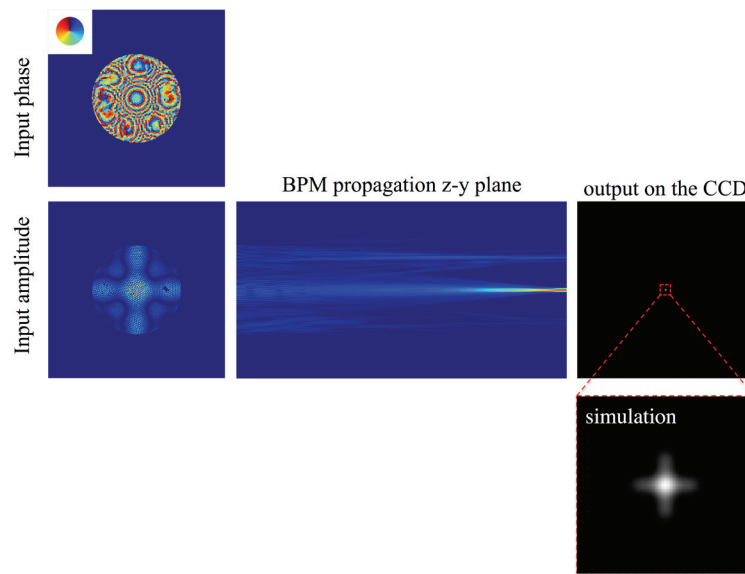 Input phase
BPM propagation z-y plane
output on the CCD
Input amplitude
simulation